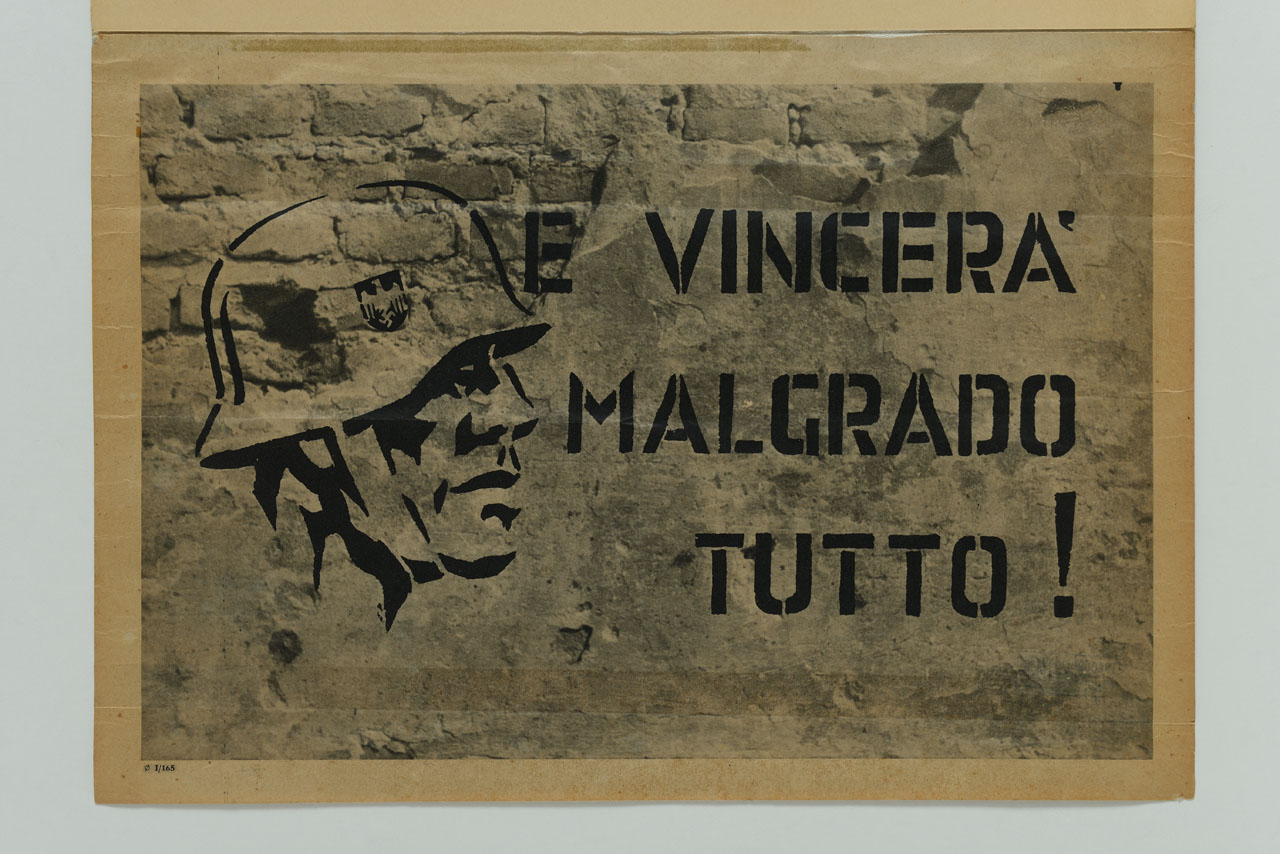 E VINCERA'
MALGRADO
TUTTO!
Ø I/165